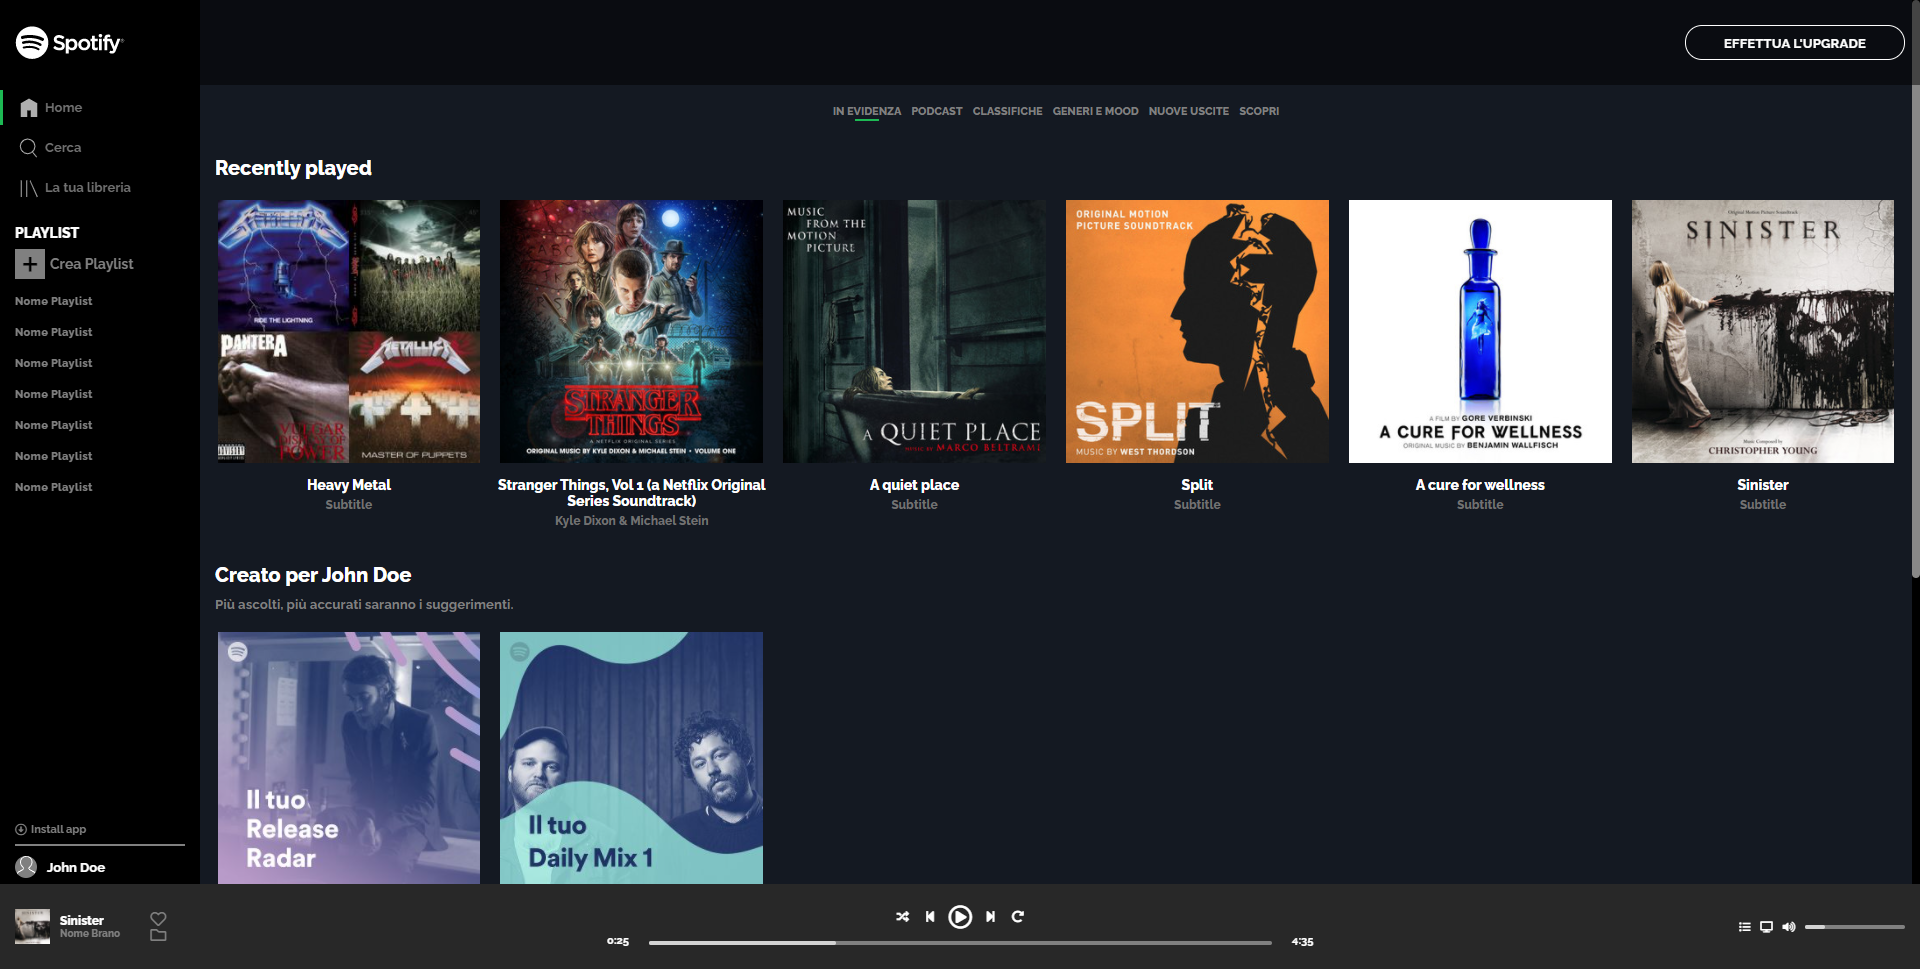 Spotify
EFFETTUA L'UPGRADE
Home
Cerca
La tua libreria
PLAYLIST
Crea Playlist
Nome Playlist
Nome Playlist
Nome Playlist
Nome Playlist
Nome Playlist
Nome Playlist
Nome Playlist
Install app
John Doe
IN EVIDENZA PODCAST CLASSIFICHE GENERI E MOOD NUOVE USCITE SCOPRI
Recently played
METALLICA
RIDE THE LIGHTNING
PANTERA
VULGAR
DISPLAY OF
POWER
METALLICA
MASTER OF PUPPETS
Heavy Metal
Subtitle
STRANGER
THINGS
A NETFLIX ORIGINAL SERIES
ORIGINAL MUSIC BY KYLE DIXON & MICHAEL STEIN • VOLUME ONE
Stranger Things, Vol 1 (a Netflix Original
Series Soundtrack)
Kyle Dixon & Michael Stein
MUSIC
FROM THE
MOTION
PICTURE
A QUIET PLACE
MUSIC BY MARCO BELTRAMI
A quiet place
Subtitle
ORIGINAL MOTION
PICTURE SOUNDTRACK
SPLIT
MUSIC BY WEST THORDSON
Split
Subtitle
A FILM BY GORE VERBINSKI
A CURE FOR WELLNESS
ORIGINAL MUSIC BY BENJAMIN WALLFISCH
A cure for wellness
Subtitle
Original Motion Picture Soundtrack
SINISTER
Music Composed by
CHRISTOPHER YOUNG
Sinister
Subtitle
Creato per John Doe
Più ascolti, più accurati saranno i suggerimenti.
Il tuo
Release
Radar
Il tuo
Daily Mix 1
Sinister
Nome Brano
0:25
4:35